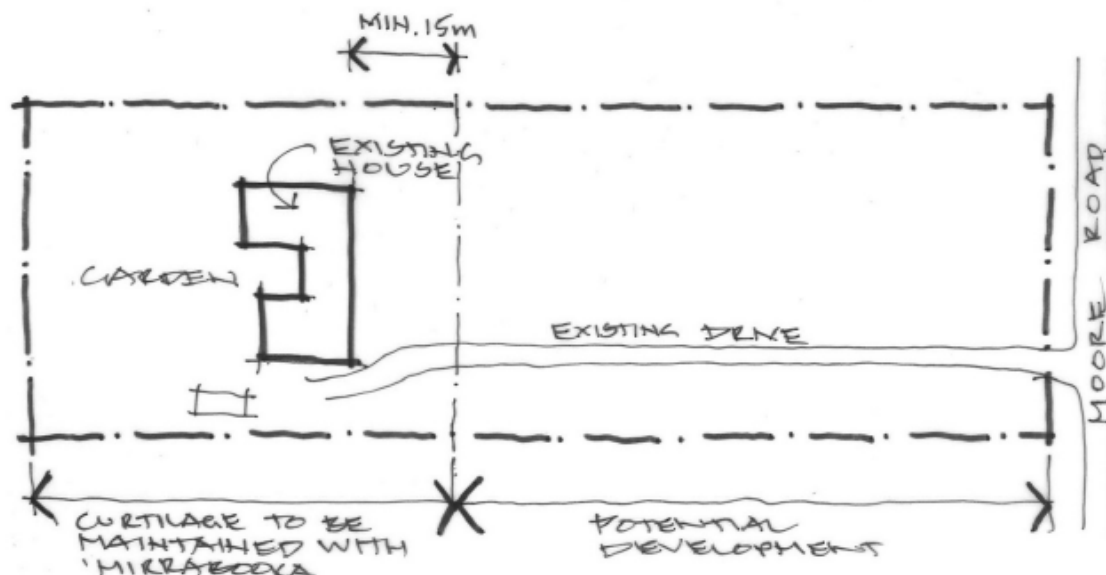 MIN. 15m
EXISTING
HOUSE
GARDEN
EXISTING DRIVE
MOORE ROAD
CURTILAGE TO BE
MAINTAINED WITH
'MIRRABOOKA
POTENTIAL
DEVELOPMENT